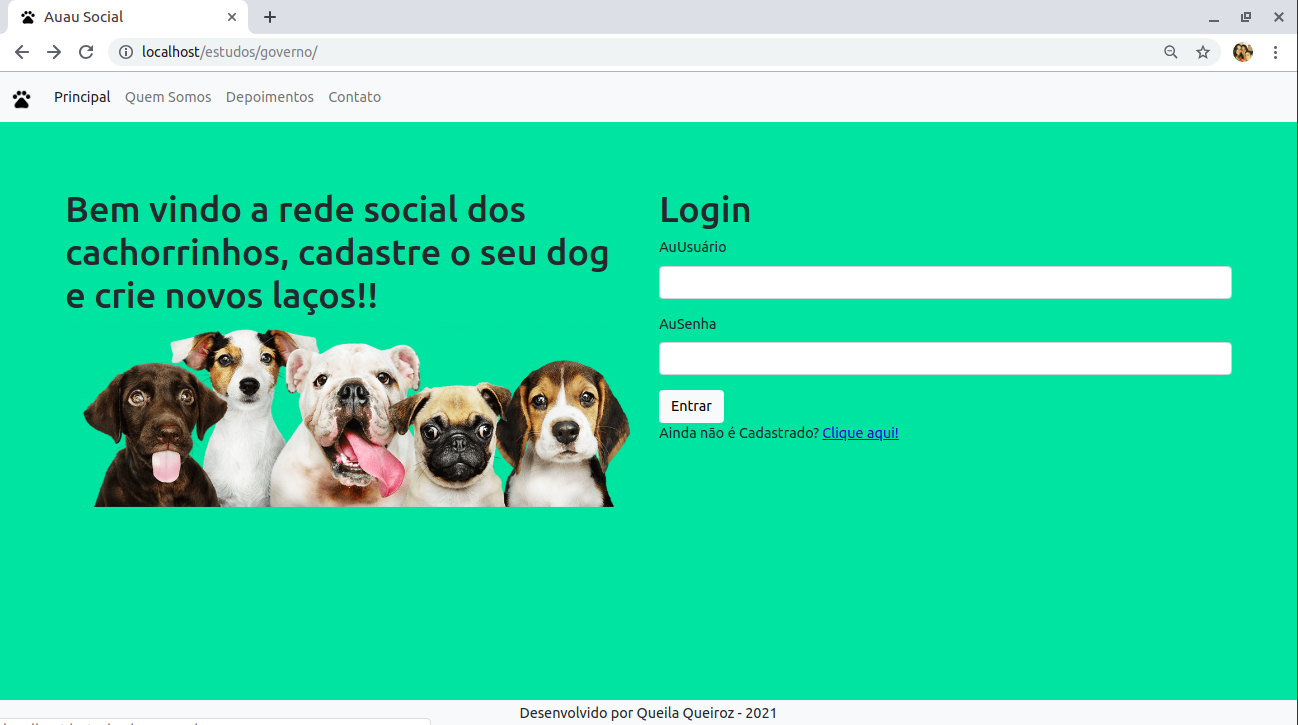 Auau Social
localhost/estudos/governo/
Principal Quem Somos Depoimentos Contato
Bem vindo a rede social dos
cachorrinhos, cadastre o seu dog
e crie novos laços!!
Login
AuUsuário
AuSenha
Entrar
Ainda não é Cadastrado? Clique aqui!
Desenvolvido por Queila Queiroz - 2021